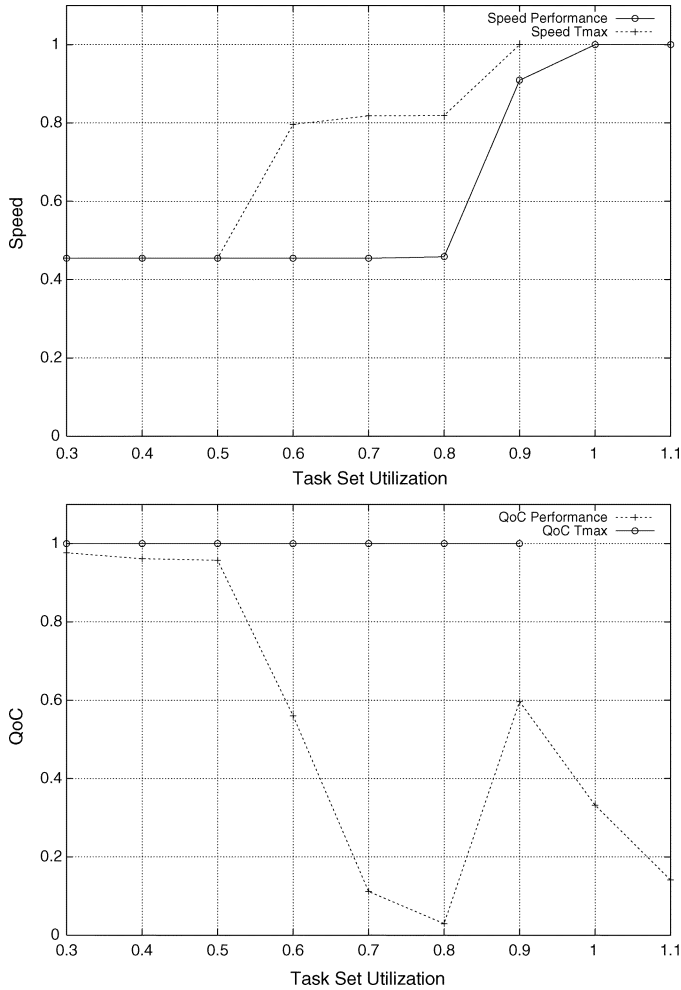 Speed Performance
Speed Tmax
1
0.8
0.6
0.4
0.2
0
Speed
0.3 0.4 0.5 0.6 0.7 0.8 0.9 1 1.1
Task Set Utilization
QoC Performance
QoC Tmax
1
0.8
0.6
0.4
0.2
0
QoC
0.3 0.4 0.5 0.6 0.7 0.8 0.9 1 1.1
Task Set Utilization